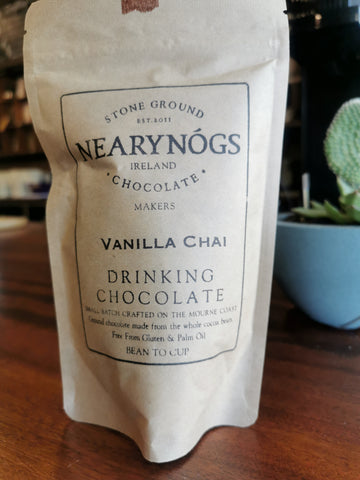 STONE GROUND
EST.2011
NEARYNÓGS
IRELAND
·CHOCOLATE·
MAKERS
VANILLA CHAI
DRINKING
CHOCOLATE
SMALL BATCH CRAFTED ON THE MOURNE COAST
Ground chocolate made from the whole cocoa bean
Free From Gluten & Palm Oil
BEAN TO CUP